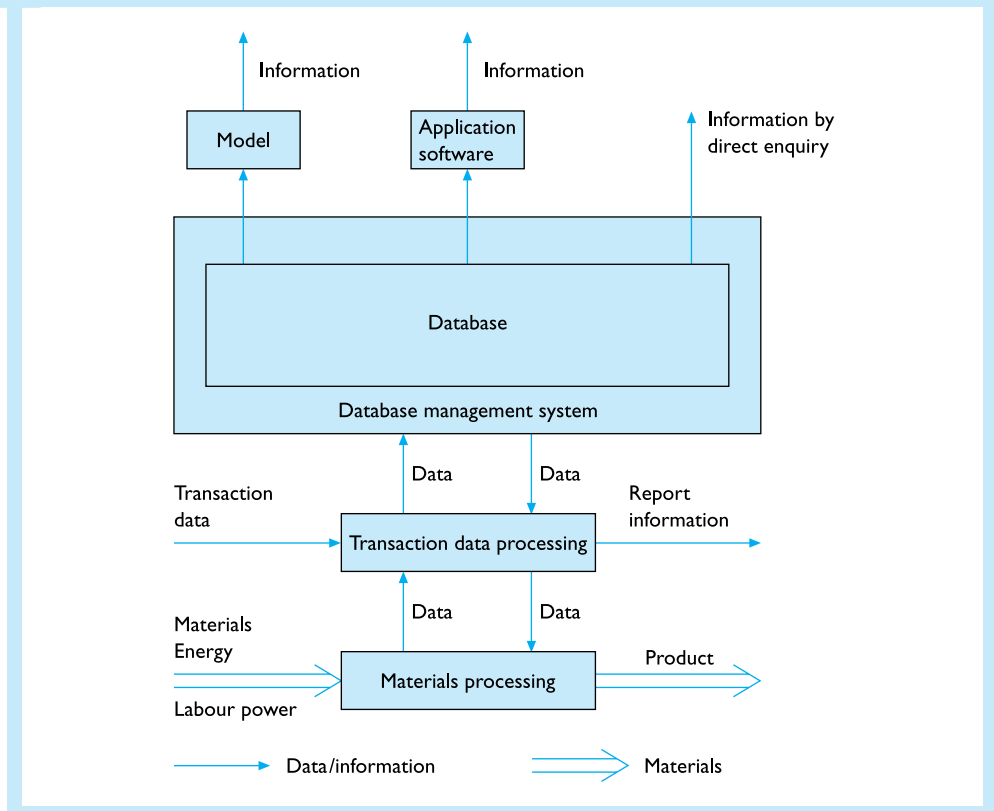 Information
Information
Model
Application
software
Information by
direct enquiry
Database
Database management system
Data
Data
Transaction
data
Report
information
Transaction data processing
Data
Data
Materials
Energy
Labour power
Materials processing
Product
Data/information
Materials